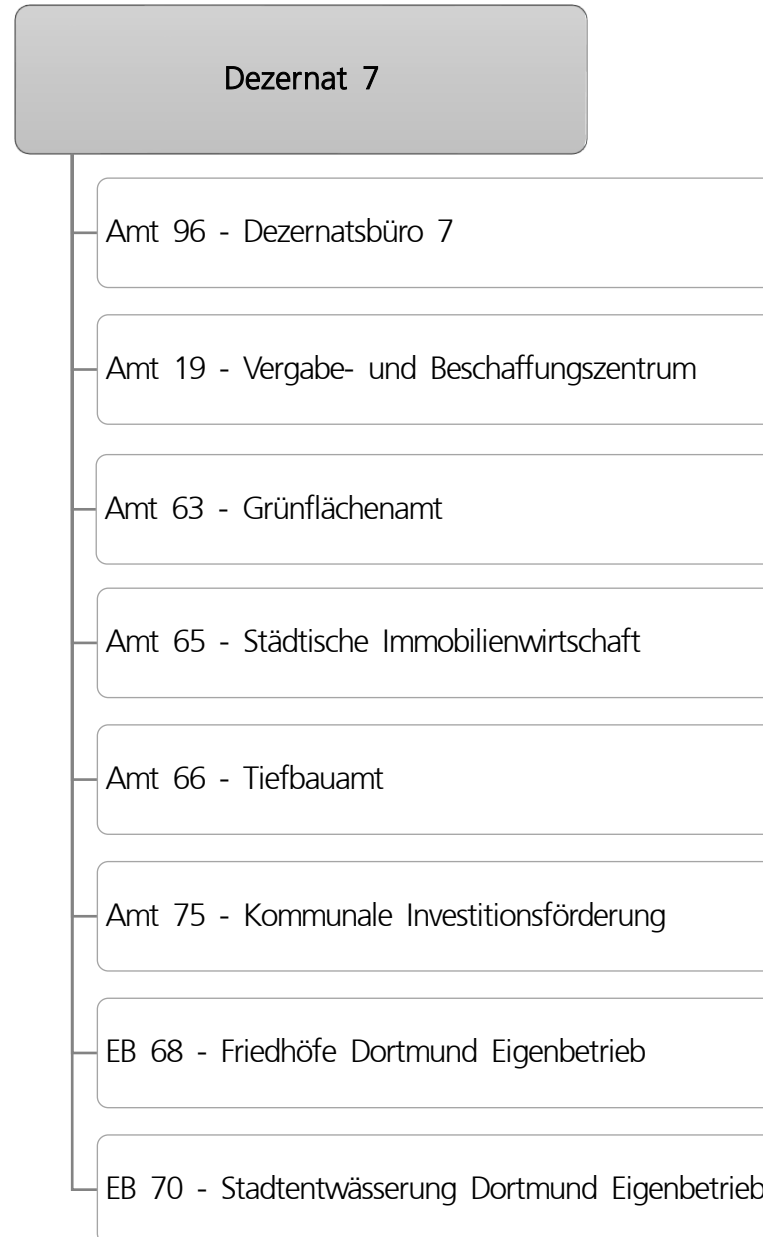 Dezernat 7
Amt 96 - Dezernatsbüro 7
Amt 19 - Vergabe- und Beschaffungszentrum
Amt 63 - Grünflächenamt
Amt 65 - Städtische Immobilienwirtschaft
Amt 66 - Tiefbauamt
Amt 75 - Kommunale Investitionsförderung
EB 68 - Friedhöfe Dortmund Eigenbetrieb
EB 70 - Stadtentwässerung Dortmund Eigenbetrieb